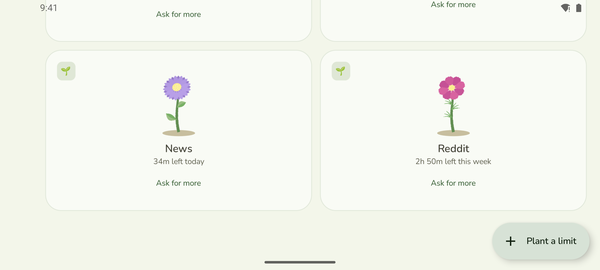 9:41
Ask for more
Ask for more
News
34m left today
Ask for more
Reddit
2h 50m left this week
Ask for more
Plant a limit